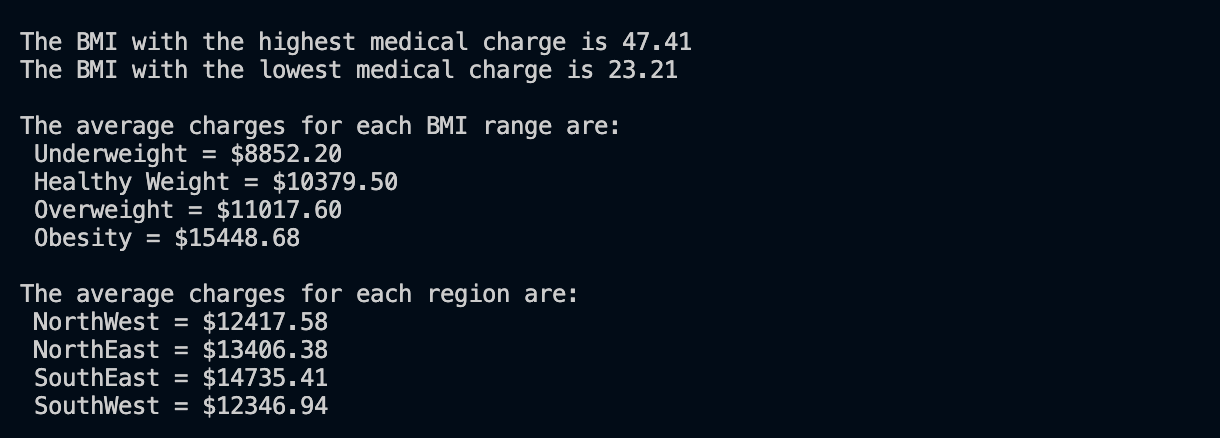 The BMI with the highest medical charge is 47.41
The BMI with the lowest medical charge is 23.21
The average charges for each BMI range are:
Underweight = $8852.20
Healthy Weight = $10379.50
Overweight = $11017.60
Obesity = $15448.68
The average charges for each region are:
NorthWest = $12417.58
NorthEast = $13406.38
SouthEast = $14735.41
SouthWest = $12346.94